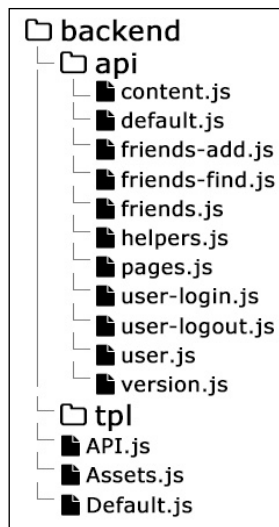 backend
api
content.js
default.js
friends-add.js
friends-find.js
friends.js
helpers.js
pages.js
user-login.js
user-logout.js
user.js
version.js
tpl
API.js
Assets.js
Default.js